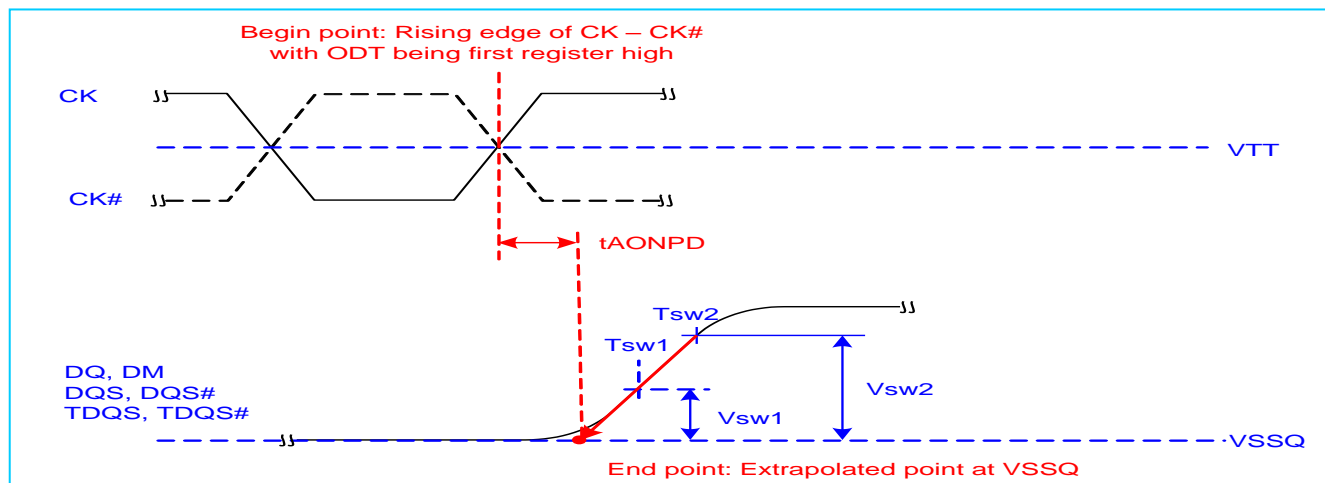 Begin point: Rising edge of CK – CK#
with ODT being first register high
CK
VTT
CK#
tAONPD
Tsw2
Tsw1
DQ, DM
DQS, DQS#
TDQS, TDQS#
Vsw2
Vsw1
VSSQ
End point: Extrapolated point at VSSQ